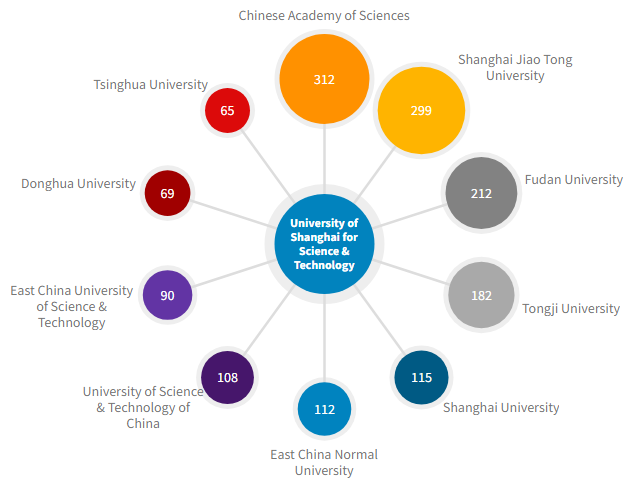 Chinese Academy of Sciences
312
Shanghai Jiao Tong
University
299
Tsinghua University
65
Donghua University
69
Fudan University
212
University of
Shanghai for
Science &
Technology
East China University
of Science &
Technology
90
182
Tongji University
108
University of Science
& Technology of
China
115
Shanghai University
112
East China Normal
University